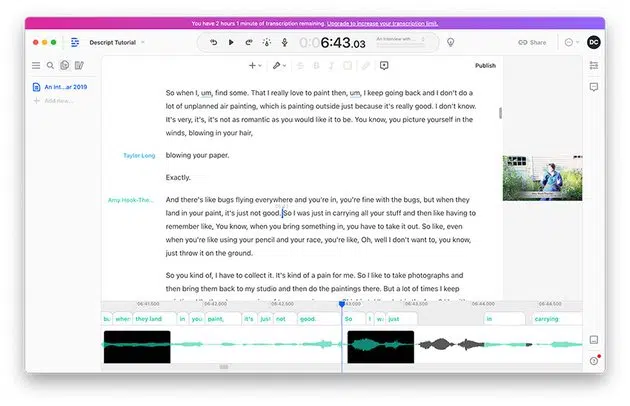 You have 2 hours 1 minute of transcription remaining. Upgrade to increase your transcription limit.
Descript Tutorial
0:06:43.03
An interview with
Share
DC
S B I T
Publish
An int...ar 2019
Add new...
So when I, um, find some. That I really love to paint then, um, I keep going back and I don't do a
lot of unplanned air painting, which is painting outside just because it's really good. I don't know.
It's very, it's, it's not as romantic as you would like it to be. You know, you picture yourself in the
winds, blowing in your hair,
Taylor Long
blowing your paper.
Exactly.
Amy Hook-The...
And there's like bugs flying everywhere and you're in, you're fine with the bugs, but when they
land in your paint, it's just not good. So I was just in carrying all your stuff and then like having to
remember like, You know, when you bring something in, you have to take it out. So like, even
when you're like using your pencil and your race, you're like, Oh, well I don't want to, you know,
just throw it on the ground.
So you kind of, I have to collect it. It's kind of a pain for me. So I like to take photographs and
then bring them back to my studio and then do the paintings there. But a lot of times I keep
06:41.500 06:42.000 06:42.500 06:43.000 06:43.500 06:44.000 06:44.500
bu when they land in you paint, it's just not good. So I w just in carrying